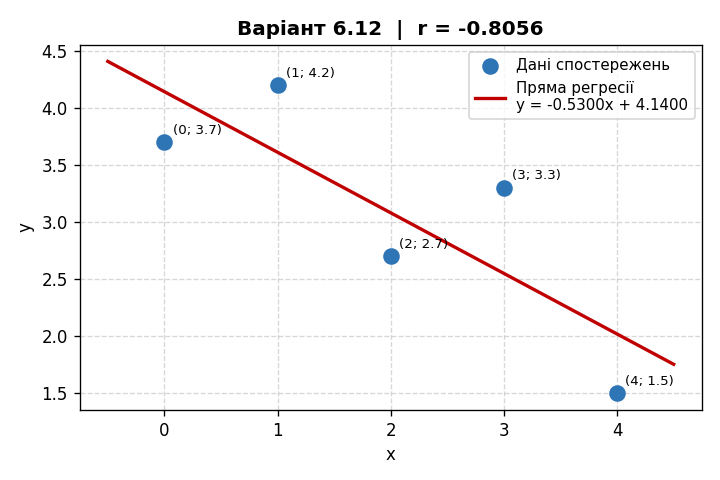 Варіант 6.12 | r = -0.8056
Дані спостережень
Пряма регресії
y = -0.5300x + 4.1400
(0; 3.7)
(1; 4.2)
(2; 2.7)
(3; 3.3)
(4; 1.5)
y
4.5
4.0
3.5
3.0
2.5
2.0
1.5
0 1 2 3 4
x